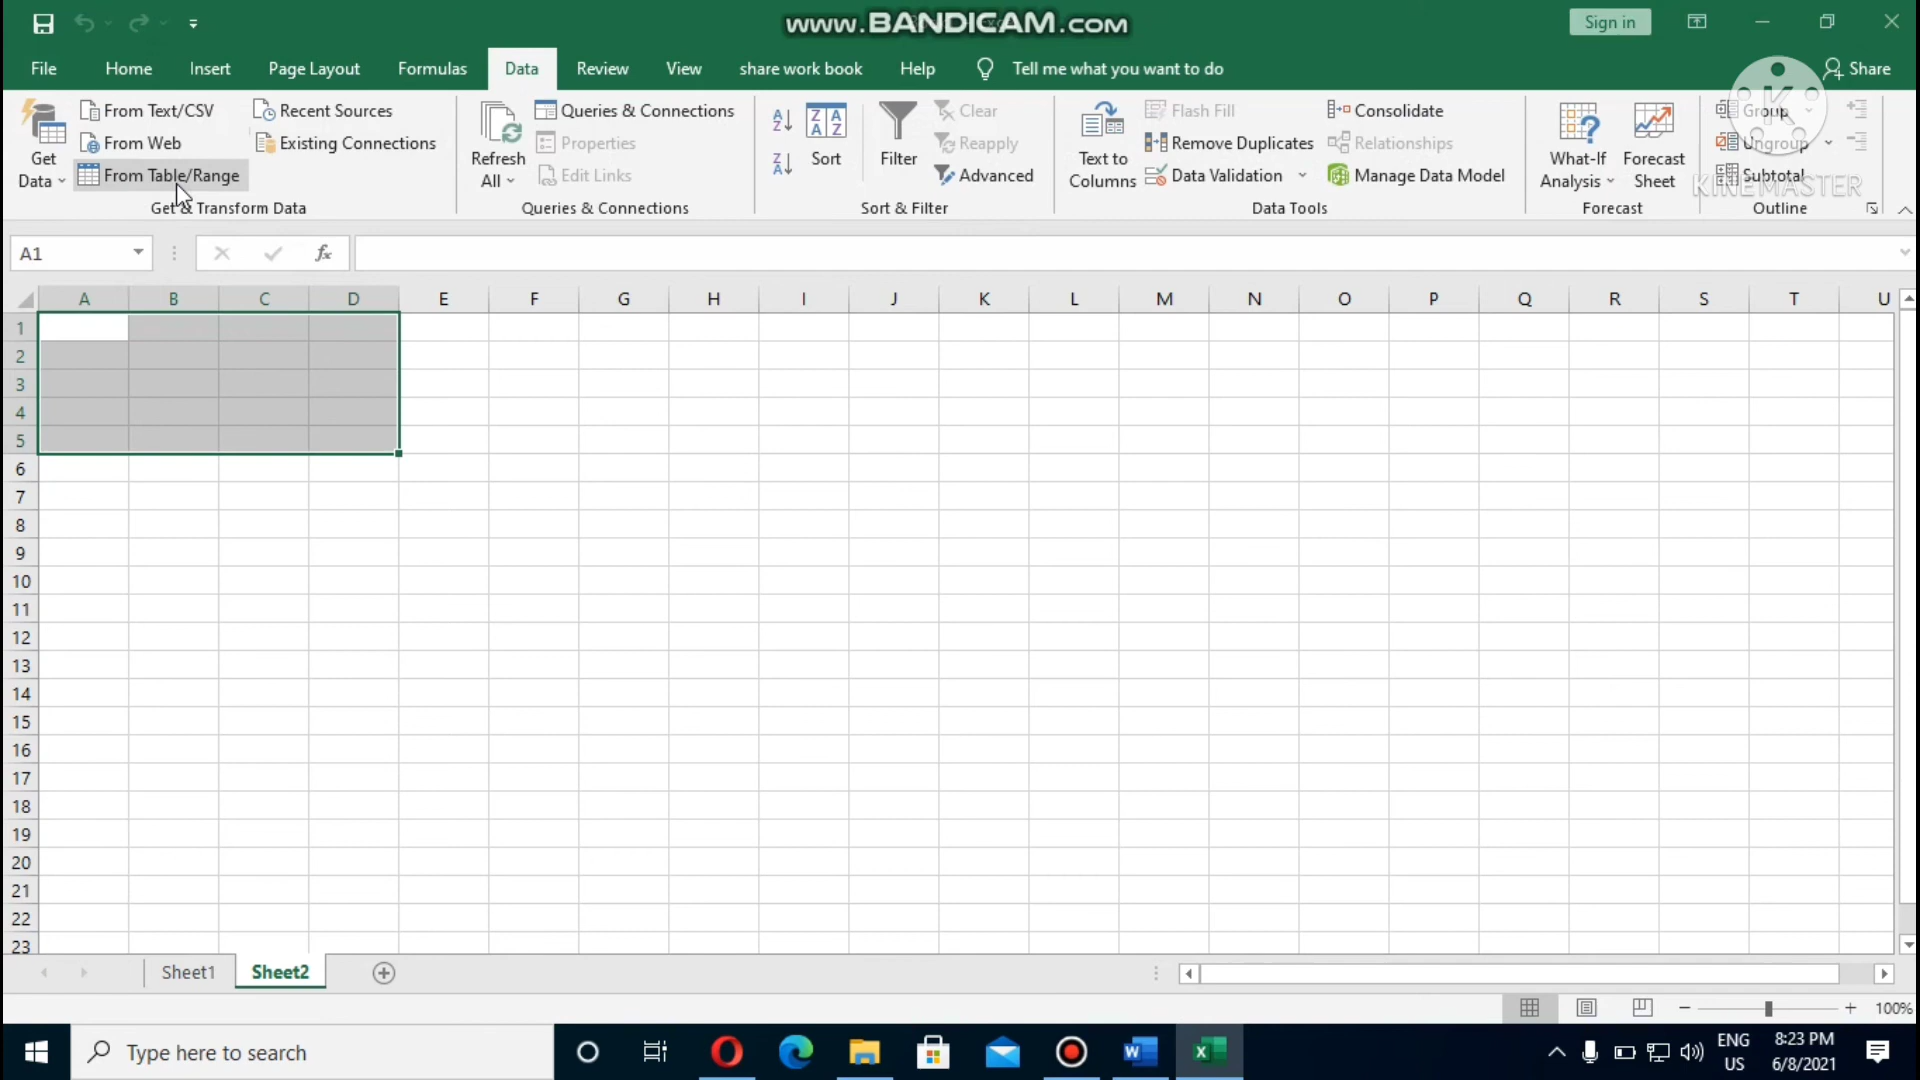 www.BANDICAM.com
Sign in
File Home Insert Page Layout Formulas Data Review View share work book Help Tell me what you want to do Share
Get Data
From Text/CSV
From Web
From Table/Range
Recent Sources
Existing Connections
Get & Transform Data
Refresh All
Queries & Connections
Properties
Edit Links
Queries & Connections
Sort
Filter
Clear
Reapply
Advanced
Sort & Filter
Text to Columns
Flash Fill
Remove Duplicates
Data Validation
Consolidate
Relationships
Manage Data Model
Data Tools
What-If Analysis
Forecast Sheet
Forecast
Group
Ungroup
Subtotal
Outline
KINEMASTER
A1
fx
A B C D E F G H I J K L M N O P Q R S T U
1
2
3
4
5
6
7
8
9
10
11
12
13
14
15
16
17
18
19
20
21
22
23
Sheet1 Sheet2
100%
Type here to search
ENG
US
8:23 PM
6/8/2021